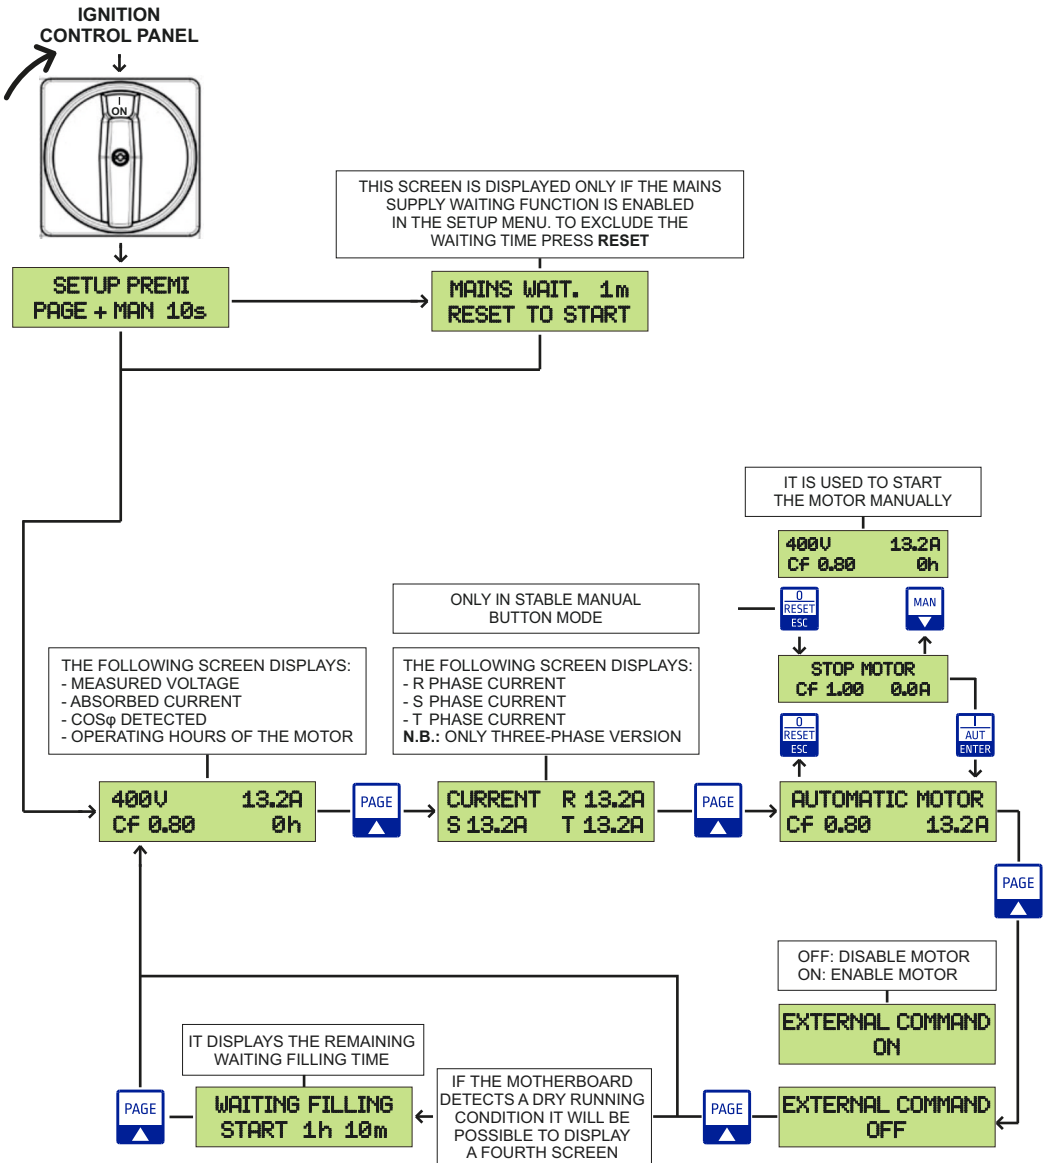 IGNITION
CONTROL PANEL
I
ON
THIS SCREEN IS DISPLAYED ONLY IF THE MAINS
SUPPLY WAITING FUNCTION IS ENABLED
IN THE SETUP MENU. TO EXCLUDE THE
WAITING TIME PRESS RESET
SETUP PREMI
PAGE + MAN 10s
MAINS WAIT. 1m
RESET TO START
IT IS USED TO START
THE MOTOR MANUALLY
400V 13.2A
Cf 0.80 0h
ONLY IN STABLE MANUAL
BUTTON MODE
0
RESET
ESC
MAN
THE FOLLOWING SCREEN DISPLAYS:
- MEASURED VOLTAGE
- ABSORBED CURRENT
- COSφ DETECTED
- OPERATING HOURS OF THE MOTOR
THE FOLLOWING SCREEN DISPLAYS:
- R PHASE CURRENT
- S PHASE CURRENT
- T PHASE CURRENT
N.B.: ONLY THREE-PHASE VERSION
STOP MOTOR
Cf 1.00 0.0A
0
RESET
ESC
I
AUT
ENTER
400V 13.2A
Cf 0.80 0h
PAGE
CURRENT R 13.2A
S 13.2A T 13.2A
PAGE
AUTOMATIC MOTOR
Cf 0.80 13.2A
PAGE
OFF: DISABLE MOTOR
ON: ENABLE MOTOR
EXTERNAL COMMAND
ON
IT DISPLAYS THE REMAINING
WAITING FILLING TIME
PAGE
WAITING FILLING
START 1h 10m
IF THE MOTHERBOARD
DETECTS A DRY RUNNING
CONDITION IT WILL BE
POSSIBLE TO DISPLAY
A FOURTH SCREEN
PAGE
EXTERNAL COMMAND
OFF